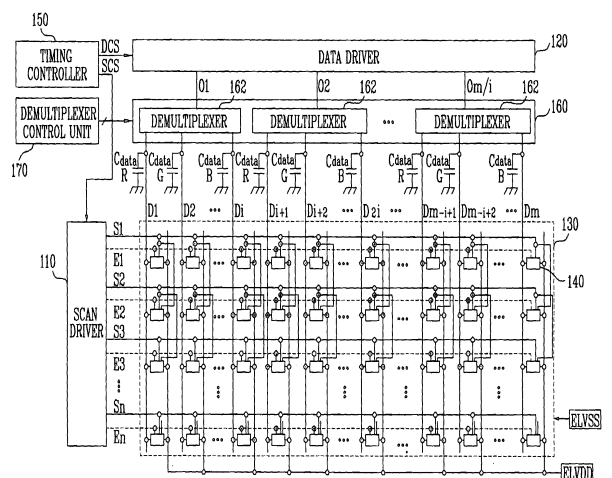 150
TIMING
CONTROLLER
DCS
SCS
DATA DRIVER
120
O1
O2
Om/i
162
162
162
DEMULTIPLEXER
CONTROL UNIT
170
DEMULTIPLEXER
DEMULTIPLEXER
...
DEMULTIPLEXER
160
Cdata R
Cdata G
Cdata B
Cdata R
Cdata G
Cdata B
Cdata R
Cdata G
Cdata B
D1 D2 ... Di Di+1 Di+2 ... D2i Dm-i+1 Dm-i+2 ... Dm
130
110
SCAN
DRIVER
S1
E1
140
S2
E2
S3
E3
Sn
En
ELVSS
ELVDD